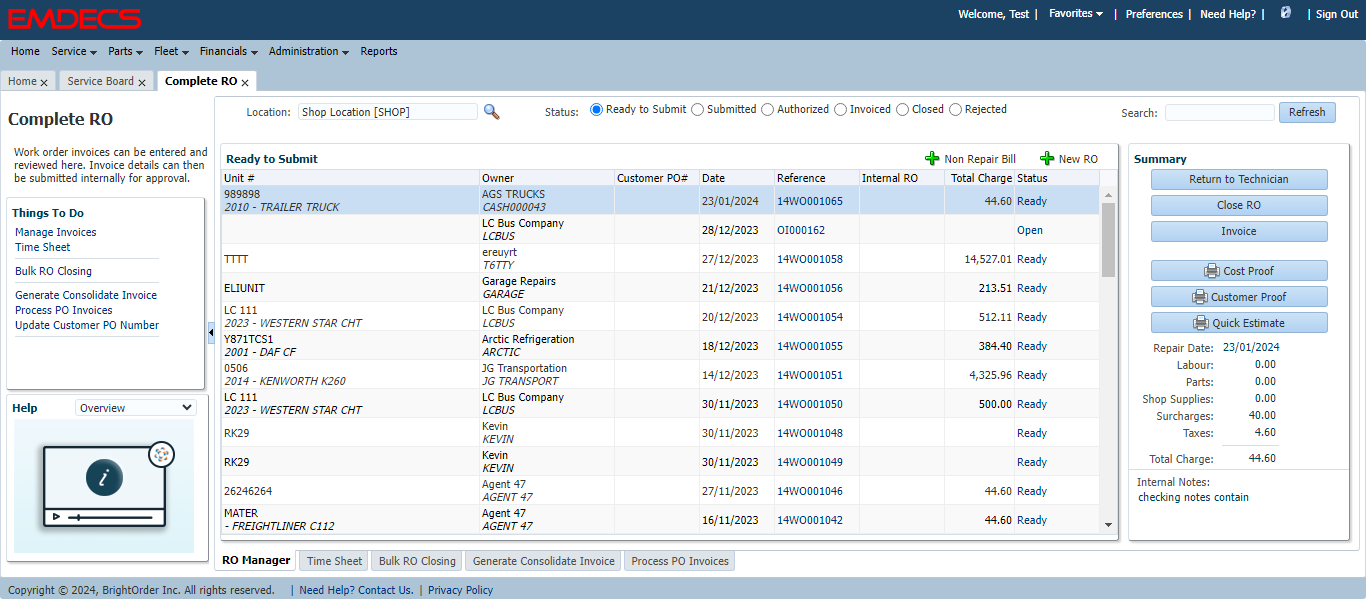 EMDECS
Welcome, Test | Favorites | Preferences | Need Help? | | Sign Out
Home Service Parts Fleet Financials Administration Reports
Home x Service Board x Complete RO x
Complete RO
Work order invoices can be entered and
reviewed here. Invoice details can then
be submitted internally for approval.
Things To Do
Manage Invoices
Time Sheet
Bulk RO Closing
Generate Consolidate Invoice
Process PO Invoices
Update Customer PO Number
Help Overview
i
Location: Shop Location [SHOP] Status: Ready to Submit Submitted Authorized Invoiced Closed Rejected Search: Refresh
Ready to Submit Non Repair Bill New RO
Unit # Owner Customer PO# Date Reference Internal RO Total Charge Status
989898 AGS TRUCKS 23/01/2024 14WO001065 44.60 Ready
2010 - TRAILER TRUCK CASH000043
LC Bus Company 28/12/2023 OI000162 Open
LCBUS
TTTT ereuyrt 27/12/2023 14WO001058 14,527.01 Ready
T6TTY
ELIUNIT Garage Repairs 21/12/2023 14WO001056 213.51 Ready
GARAGE
LC 111 LC Bus Company 20/12/2023 14WO001054 512.11 Ready
2023 - WESTERN STAR CHT LCBUS
Y871TCS1 Arctic Refrigeration 18/12/2023 14WO001055 384.40 Ready
2001 - DAF CF ARCTIC
0506 JG Transportation 14/12/2023 14WO001051 4,325.96 Ready
2014 - KENWORTH K260 JG TRANSPORT
LC 111 LC Bus Company 30/11/2023 14WO001050 500.00 Ready
2023 - WESTERN STAR CHT LCBUS
RK29 Kevin 30/11/2023 14WO001048 Ready
KEVIN
RK29 Kevin 30/11/2023 14WO001049 Ready
KEVIN
26246264 Agent 47 27/11/2023 14WO001046 44.60 Ready
AGENT 47
MATER Agent 47 16/11/2023 14WO001042 44.60 Ready
- FREIGHTLINER C112 AGENT 47
Summary
Return to Technician
Close RO
Invoice
Cost Proof
Customer Proof
Quick Estimate
Repair Date: 23/01/2024
Labour: 0.00
Parts: 0.00
Shop Supplies: 0.00
Surcharges: 40.00
Taxes: 4.60
Total Charge: 44.60
Internal Notes:
checking notes contain
RO Manager Time Sheet Bulk RO Closing Generate Consolidate Invoice Process PO Invoices
Copyright © 2024, BrightOrder Inc. All rights reserved. | Need Help? Contact Us. | Privacy Policy